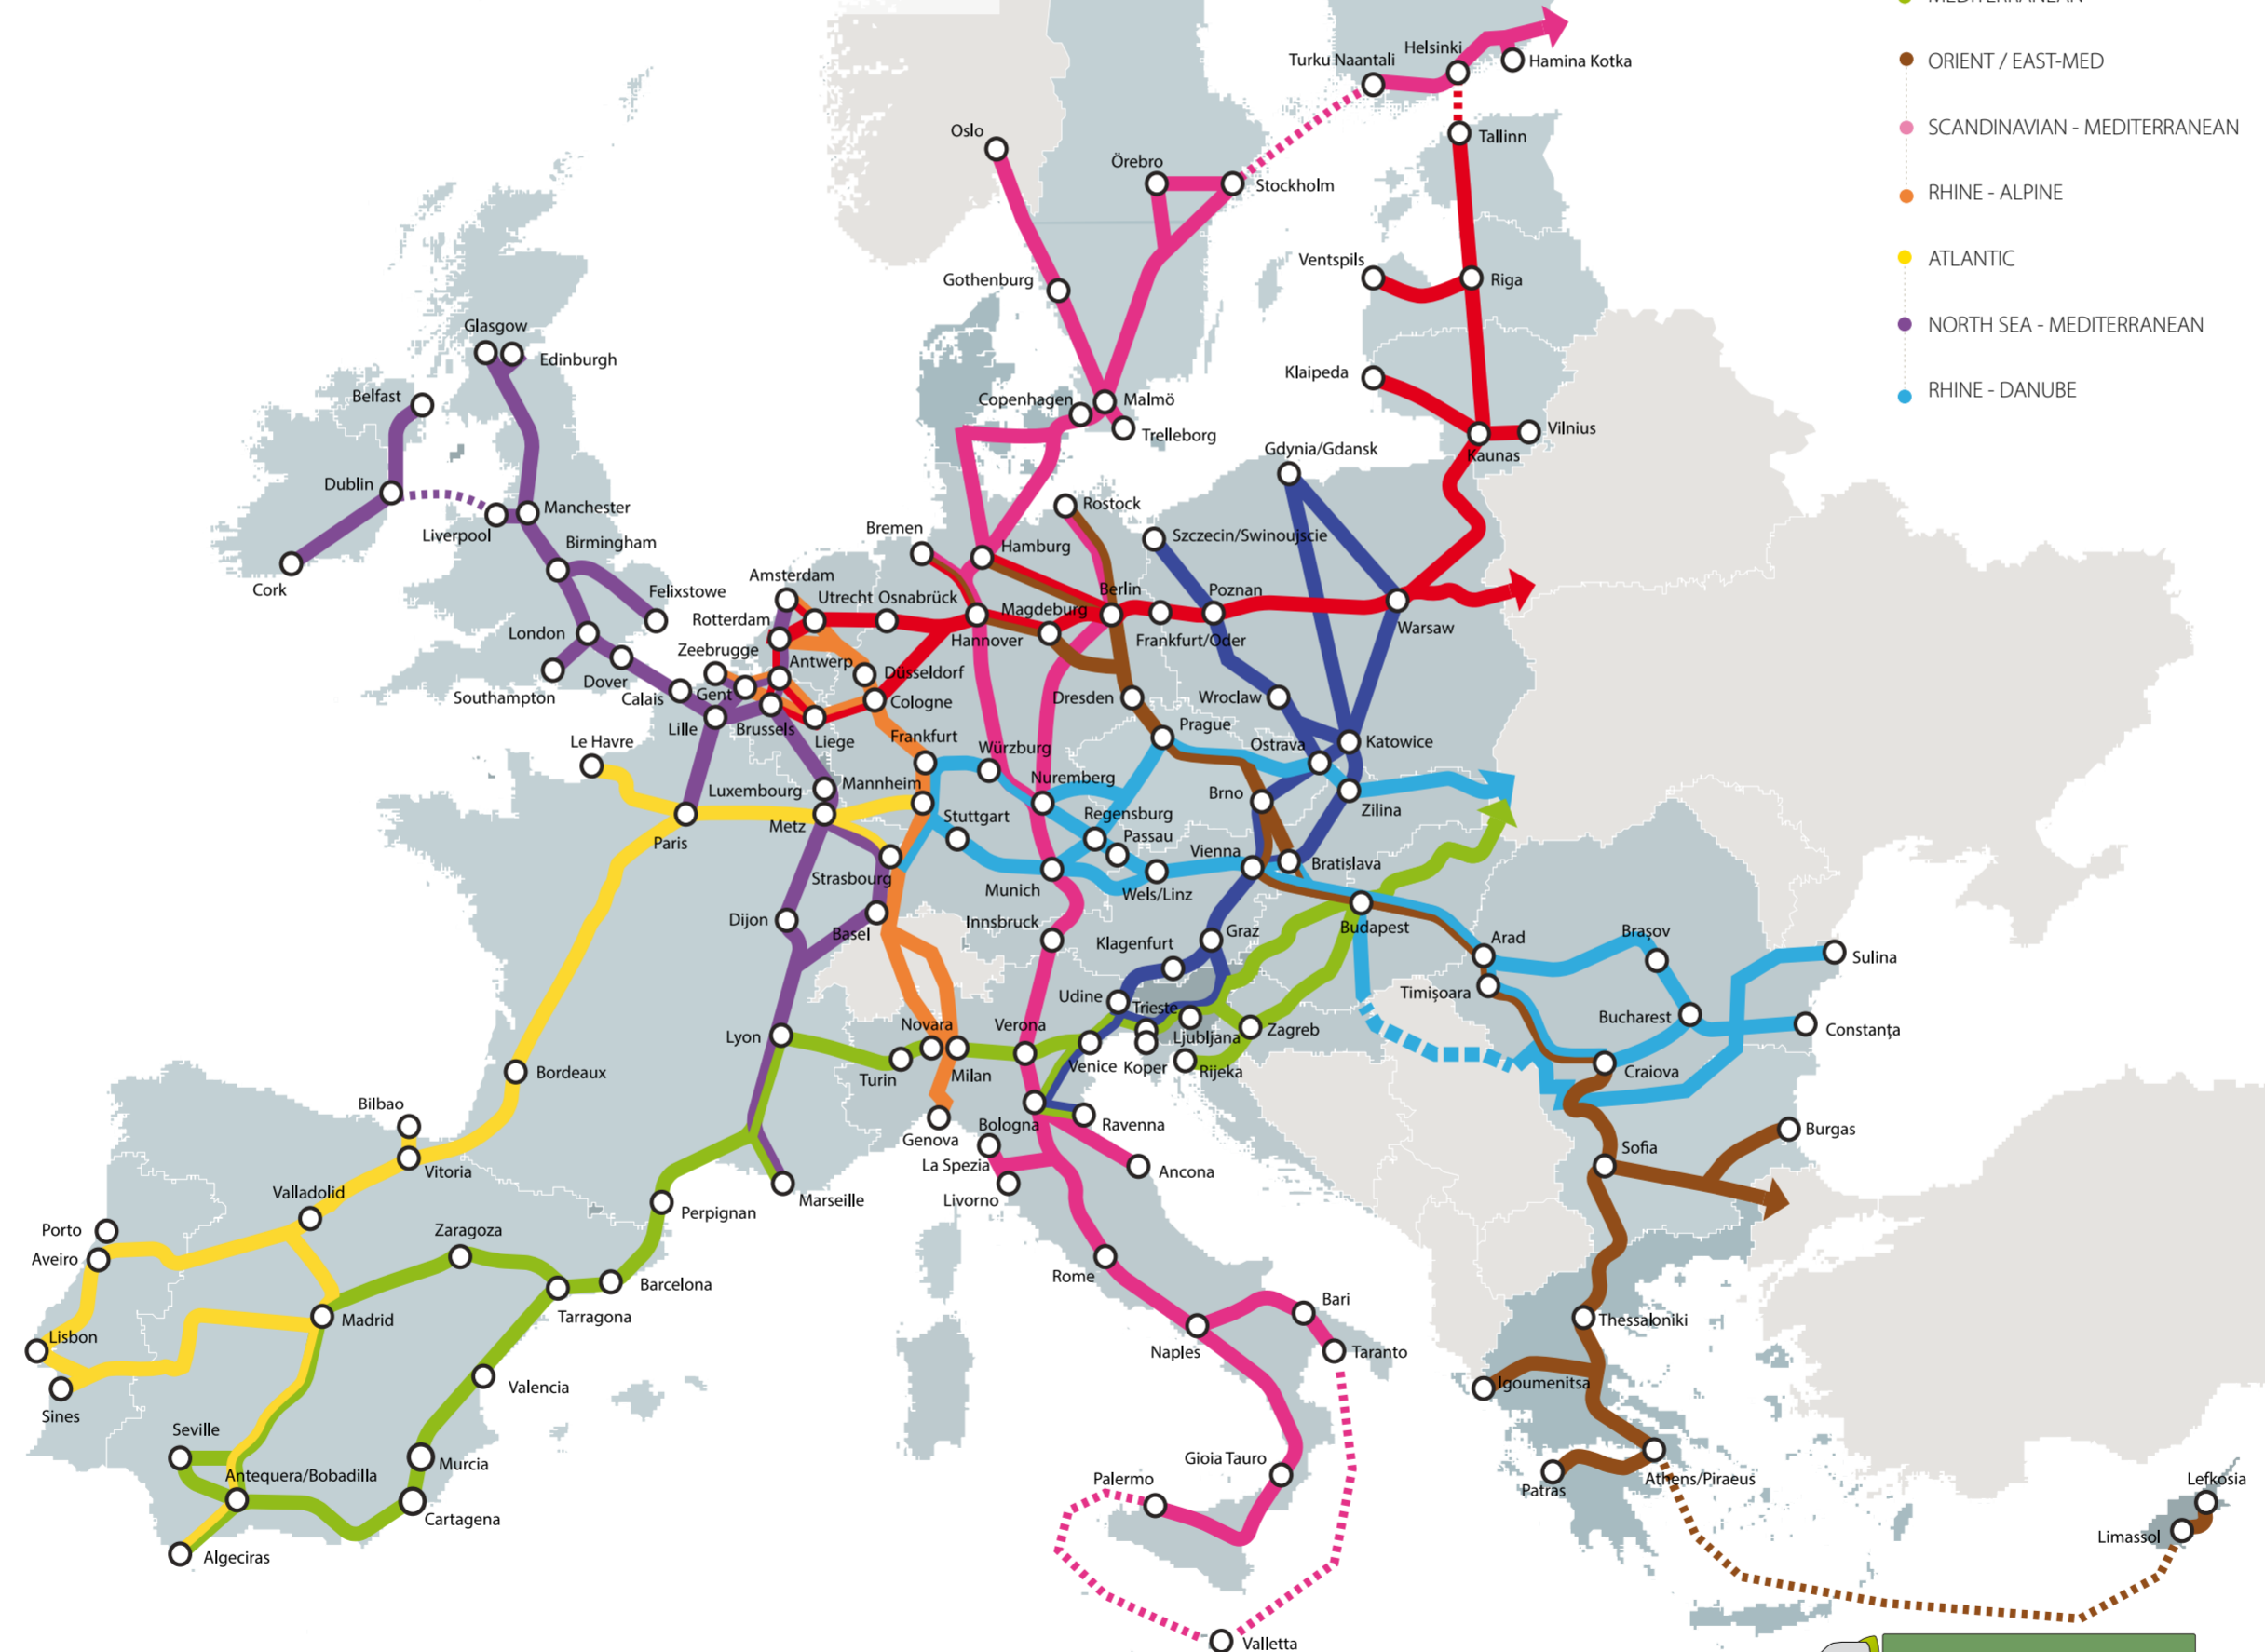 MEDITERRANEAN
ORIENT / EAST-MED
SCANDINAVIAN - MEDITERRANEAN
RHINE - ALPINE
ATLANTIC
NORTH SEA - MEDITERRANEAN
RHINE - DANUBE
Helsinki
Turku Naantali
Hamina Kotka
Oslo
Tallinn
Örebro
Stockholm
Ventspils
Gothenburg
Riga
Glasgow
Edinburgh
Klaipeda
Belfast
Copenhagen
Malmö
Trelleborg
Vilnius
Gdynia/Gdansk
Kaunas
Dublin
Rostock
Manchester
Liverpool
Bremen
Szczecin/Swinoujscie
Birmingham
Hamburg
Cork
Amsterdam
Felixstowe
Utrecht
Osnabrück
Berlin
Poznan
Rotterdam
Magdeburg
London
Hannover
Frankfurt/Oder
Warsaw
Zeebrugge
Antwerp
Düsseldorf
Dover
Southampton
Calais
Gent
Dresden
Wroclaw
Cologne
Lille
Brussels
Liege
Prague
Le Havre
Frankfurt
Würzburg
Ostrava
Katowice
Luxembourg
Mannheim
Nuremberg
Brno
Zilina
Metz
Stuttgart
Regensburg
Passau
Paris
Vienna
Bratislava
Strasbourg
Munich
Wels/Linz
Dijon
Basel
Innsbruck
Klagenfurt
Graz
Budapest
Arad
Braşov
Sulina
Udine
Trieste
Timişoara
Bucharest
Constanţa
Lyon
Novara
Verona
Ljubljana
Zagreb
Turin
Milan
Venice
Koper
Rijeka
Craiova
Bordeaux
Bilbao
Genova
Bologna
Ravenna
Burgas
Vitoria
La Spezia
Ancona
Sofia
Valladolid
Livorno
Marseille
Perpignan
Porto
Zaragoza
Aveiro
Rome
Barcelona
Madrid
Tarragona
Bari
Thessaloniki
Lisbon
Naples
Taranto
Valencia
Igoumenitsa
Sines
Seville
Murcia
Gioia Tauro
Antequera/Bobadilla
Palermo
Athens/Piraeus
Patras
Lefkosia
Cartagena
Limassol
Algeciras
Valletta